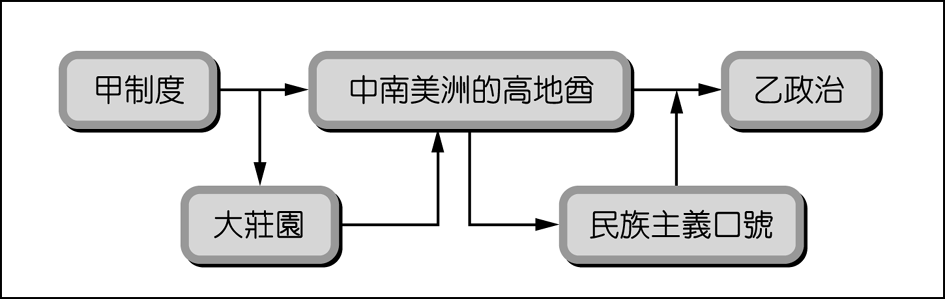 甲制度
中南美洲的高地酋
乙政治
大莊園
民族主義口號